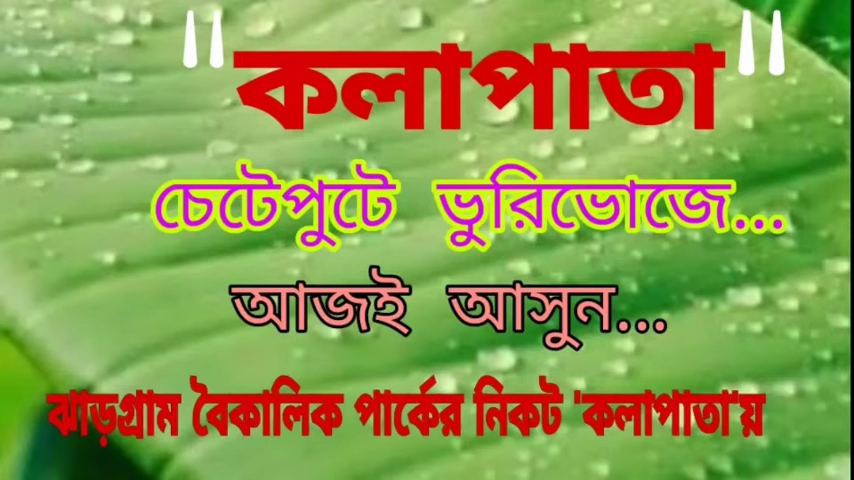 "কলাপাতা"
চেটেপুটে ভুরিভোজে...
আজই আসুন...
ঝাড়গ্রাম বৈকালিক পার্কের নিকট 'কলাপাতা'য়